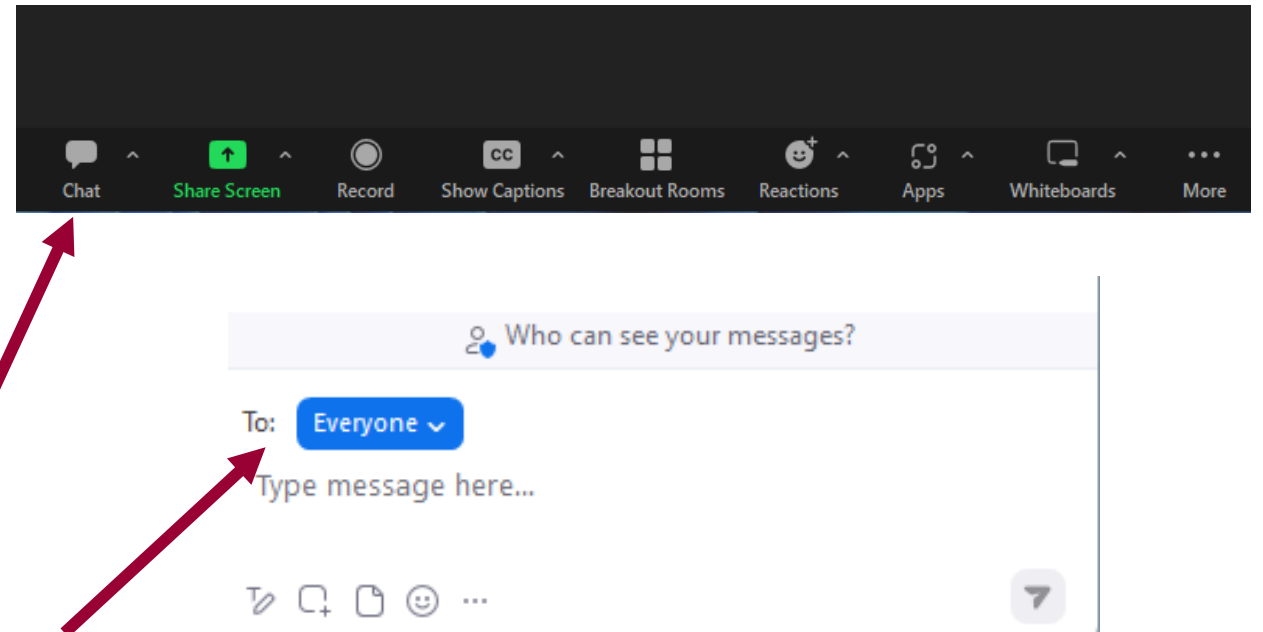 CC
Chat Share Screen Record Show Captions Breakout Rooms Reactions Apps Whiteboards More
Who can see your messages?
To: Everyone
Type message here...